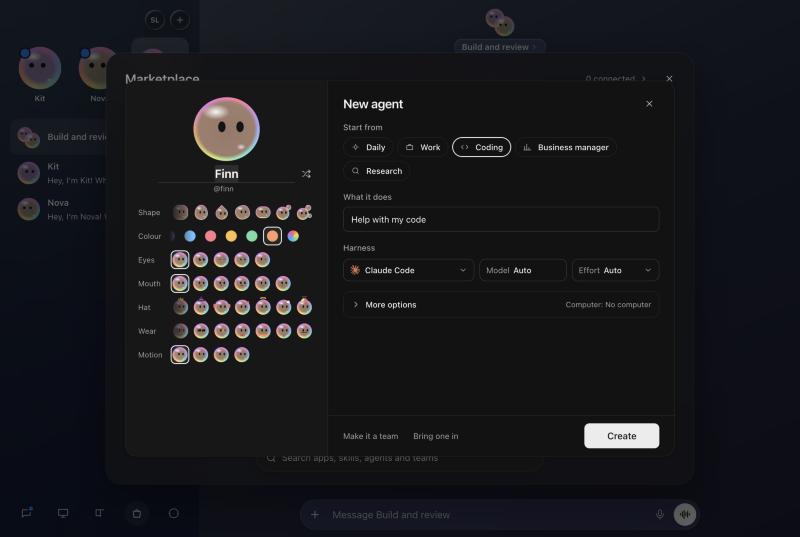 SL
Build and review
Kit
Nova
Marketplace
0 connected
Build and revie
Kit
Hey, I'm Kit! Wh
Nova
Hey, I'm Nova!
Finn
@finn
Shape
Colour
Eyes
Mouth
Hat
Wear
Motion
New agent
Start from
Daily
Work
Coding
Business manager
Research
What it does
Help with my code
Harness
Claude Code
Model Auto
Effort Auto
More options
Computer: No computer
Make it a team
Bring one in
Create
Search apps, skills, agents and teams
Message Build and review